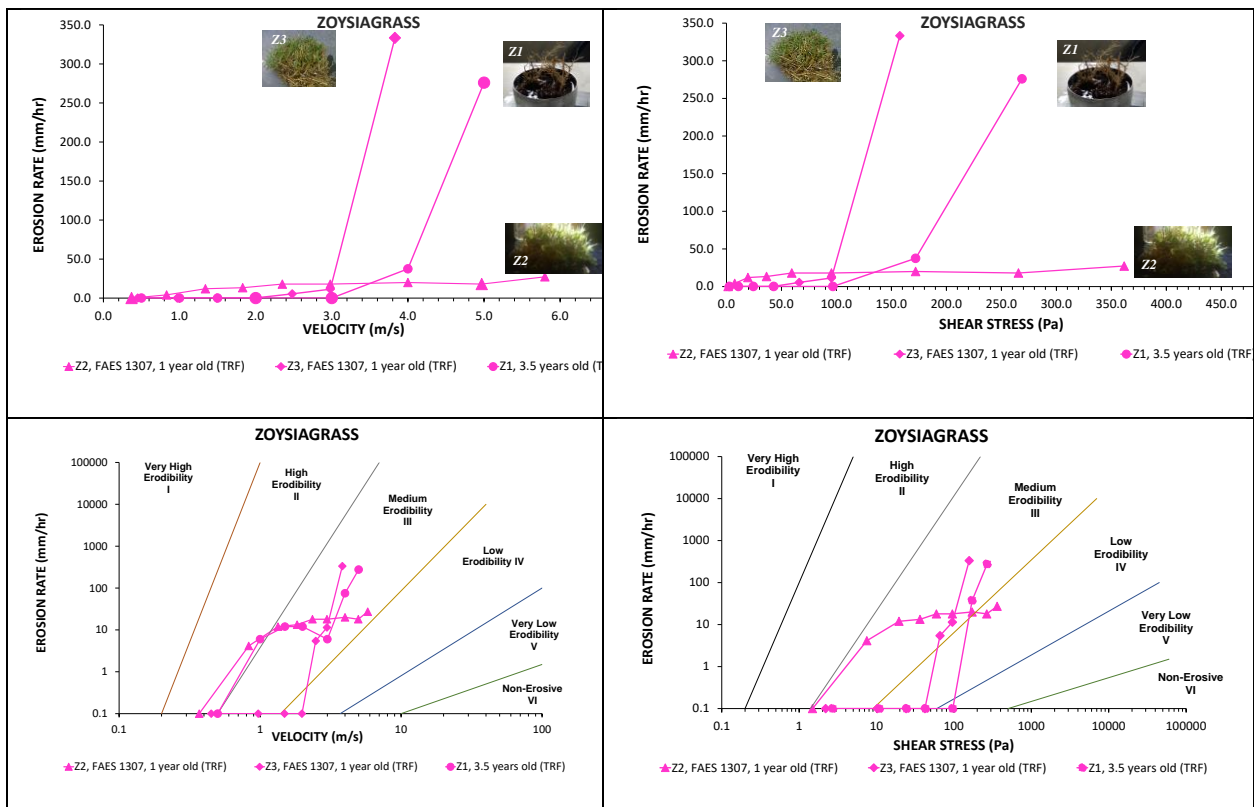 ZOYSIAGRASS
Z3
Z1
Z2
EROSION RATE (mm/hr)
350.0
300.0
250.0
200.0
150.0
100.0
50.0
0.0
0.0 1.0 2.0 3.0 4.0 5.0 6.0
VELOCITY (m/s)
Z2, FAES 1307, 1 year old (TRF) Z3, FAES 1307, 1 year old (TRF) Z1, 3.5 years old (T
ZOYSIAGRASS
Z3
Z1
Z2
EROSION RATE (mm/hr)
350.0
300.0
250.0
200.0
150.0
100.0
50.0
0.0
0.0 50.0 100.0 150.0 200.0 250.0 300.0 350.0 400.0 450.0
SHEAR STRESS (Pa)
Z2, FAES 1307, 1 year old (TRF) Z3, FAES 1307, 1 year old (TRF) Z1, 3.5 years old (TRF)
ZOYSIAGRASS
EROSION RATE (mm/hr)
100000
10000
1000
100
10
1
0.1
Very High
Erodibility
I
High
Erodibility
II
Medium
Erodibility
III
Low
Erodibility IV
Very Low
Erodibility
V
Non-Erosive
VI
0.1 1 10 100
VELOCITY (m/s)
Z2, FAES 1307, 1 year old (TRF) Z3, FAES 1307, 1 year old (TRF) Z1, 3.5 years old (TRF)
ZOYSIAGRASS
EROSION RATE (mm/hr)
100000
10000
1000
100
10
1
0.1
Very High
Erodibility
I
High
Erodibility
II
Medium
Erodibility
III
Low
Erodibility
IV
Very Low
Erodibility
V
Non-Erosive
VI
0.1 1 10 100 1000 10000 100000
SHEAR STRESS (Pa)
Z2, FAES 1307, 1 year old (TRF) Z3, FAES 1307, 1 year old (TRF) Z1, 3.5 years old (TRF)